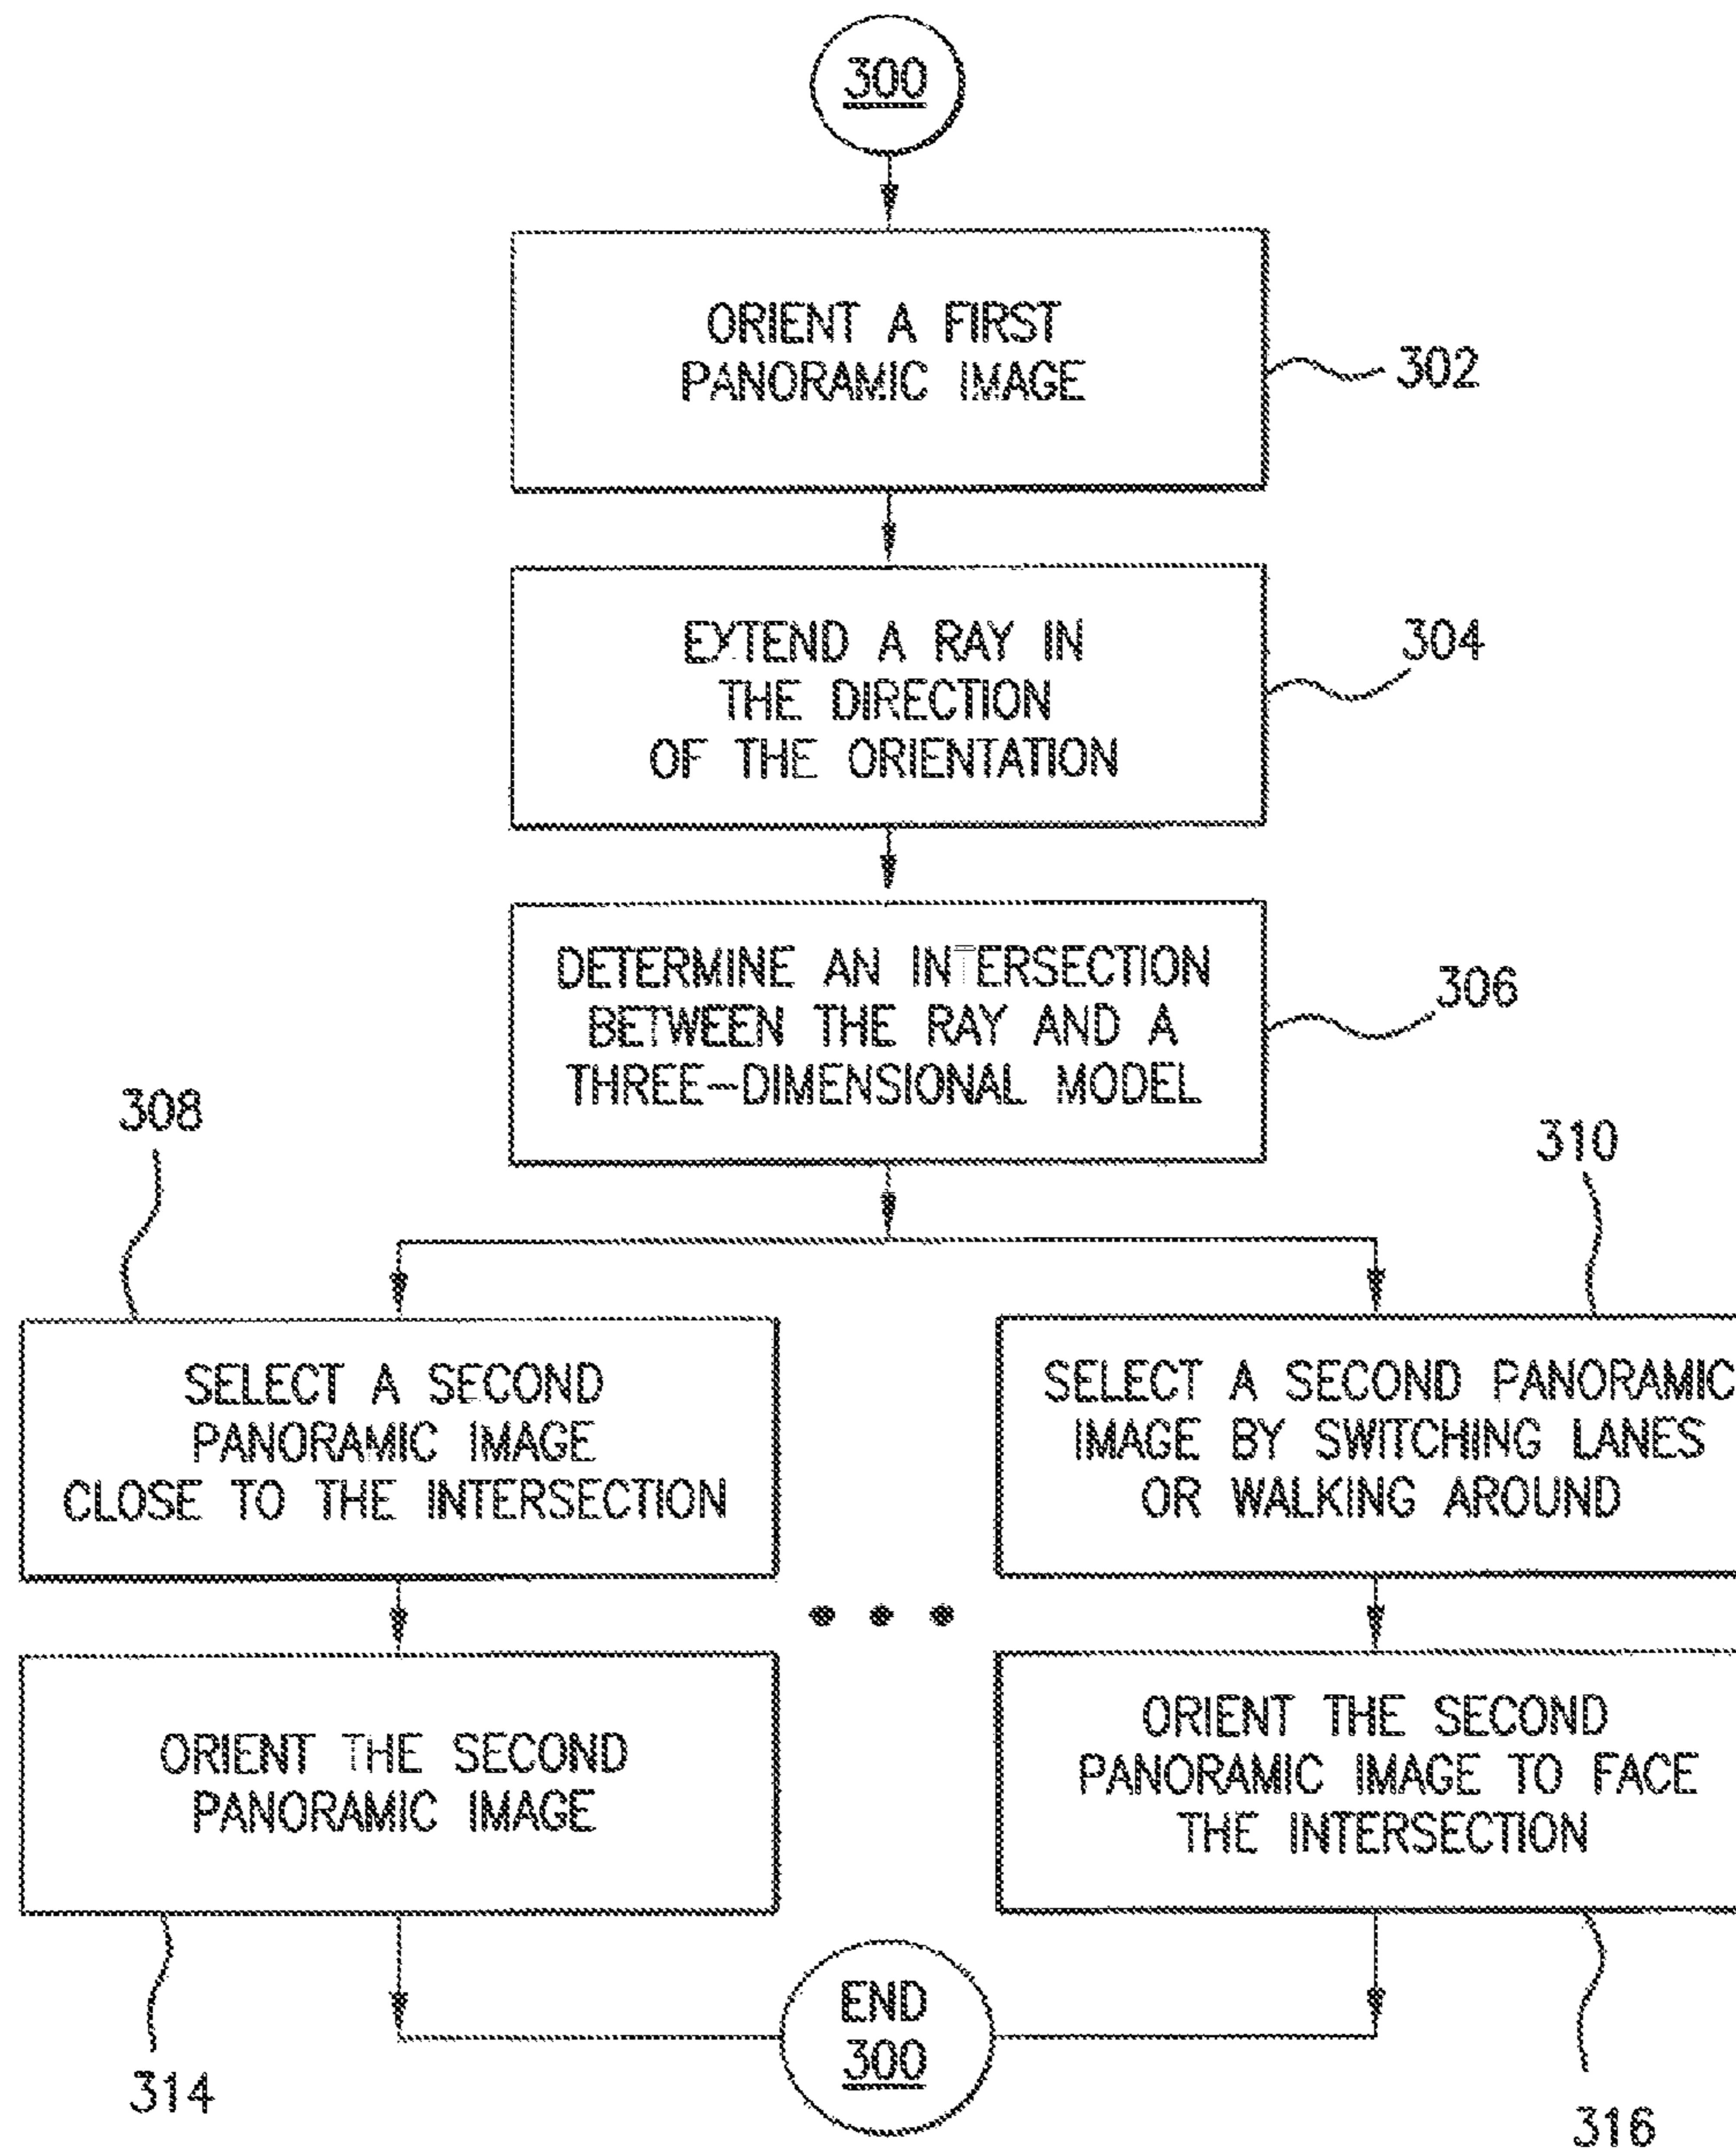 300
ORIENT A FIRST
PANORAMIC IMAGE
302
EXTEND A RAY IN
THE DIRECTION
OF THE ORIENTATION
304
DETERMINE AN INTERSECTION
BETWEEN THE RAY AND A
THREE-DIMENSIONAL MODEL
306
308
310
SELECT A SECOND
PANORAMIC IMAGE
CLOSE TO THE INTERSECTION
SELECT A SECOND PANORAMIC
IMAGE BY SWITCHING LANES
OR WALKING AROUND
ORIENT THE SECOND
PANORAMIC IMAGE
ORIENT THE SECOND
PANORAMIC IMAGE TO FACE
THE INTERSECTION
END
300
314
316